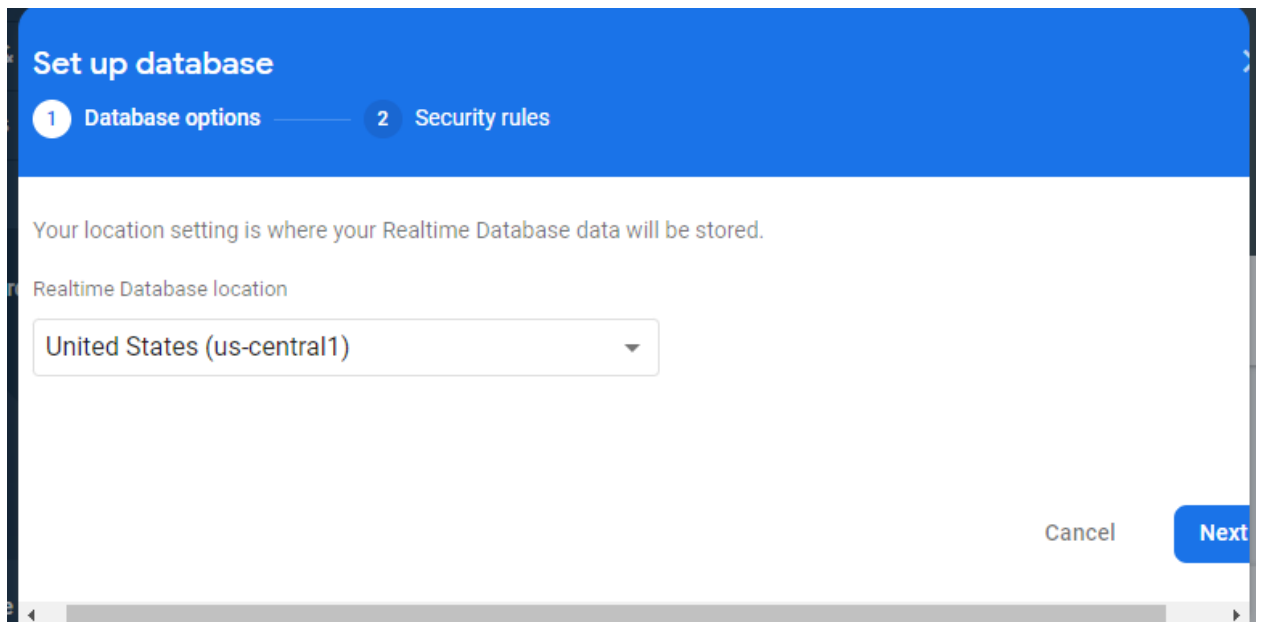 Set up database
1 Database options 2 Security rules
Your location setting is where your Realtime Database data will be stored.
Realtime Database location
United States (us-central1)
Cancel Next